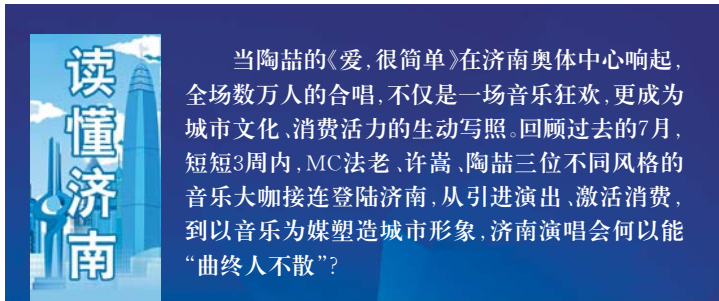 读懂济南
当陶喆的《爱,很简单》在济南奥体中心响起,
全场数万人的合唱,不仅是一场音乐狂欢,更成为
城市文化、消费活力的生动写照。回顾过去的7月,
短短3周内,MC法老、许嵩、陶喆三位不同风格的
音乐大咖接连登陆济南,从引进演出、激活消费,
到以音乐为媒塑造城市形象,济南演唱会何以能
“曲终人不散”?